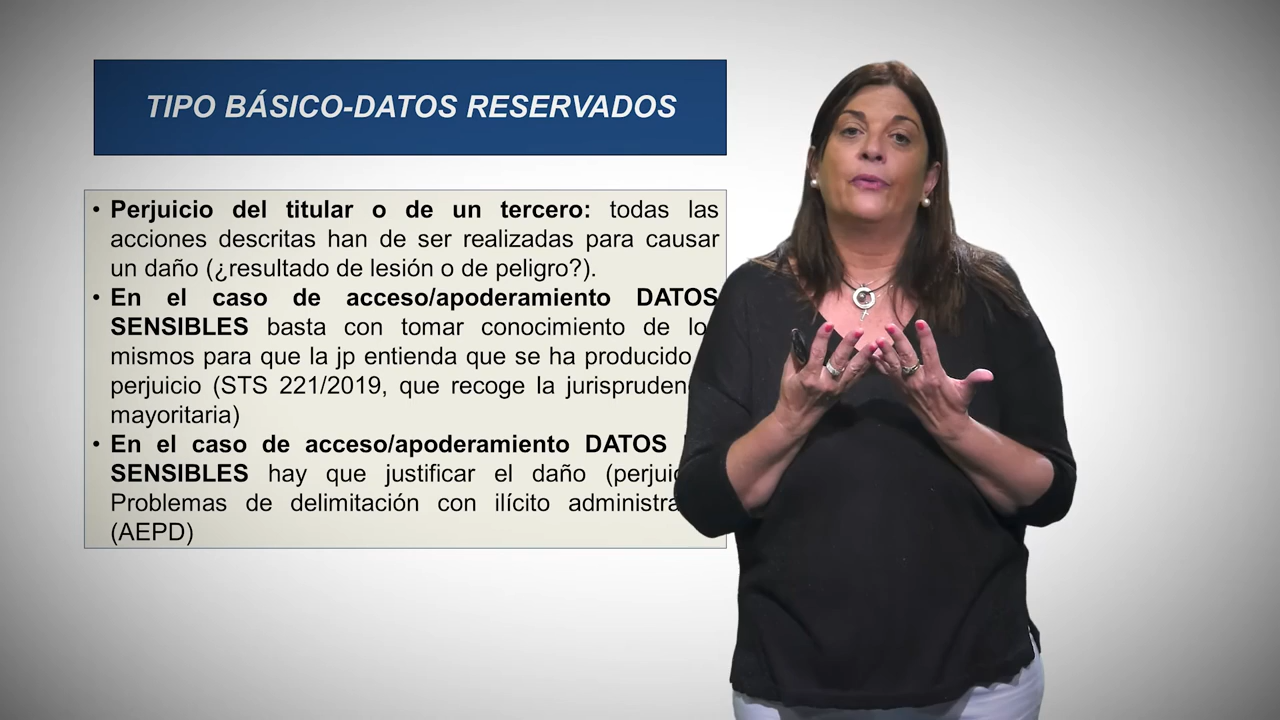 TIPO BÁSICO-DATOS RESERVADOS
• Perjuicio del titular o de un tercero: todas las
acciones descritas han de ser realizadas para causar
un daño (¿resultado de lesión o de peligro?).
• En el caso de acceso/apoderamiento DATOS
SENSIBLES basta con tomar conocimiento de
mismos para que la jp entienda que se ha producido
perjuicio (STS 221/2019, que recoge la
mayoritaria)
• En el caso de acceso/apoderamiento DATOS
SENSIBLES hay que justificar el daño
Problemas de delimitación con ilícito
(AEPD)